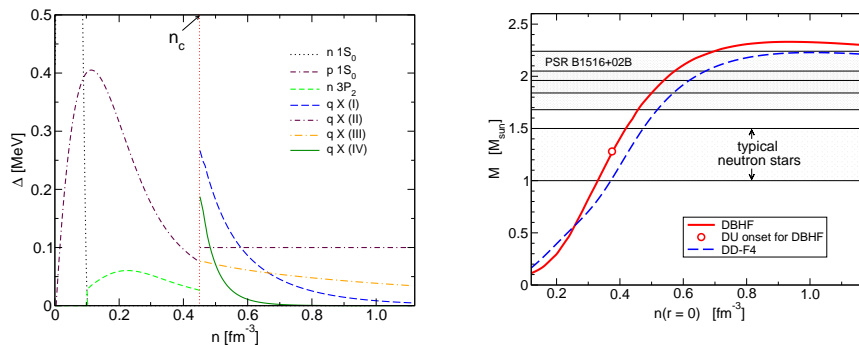 n_c
n 1S_0
p 1S_0
n 3P_2
q X (I)
q X (II)
q X (III)
q X (IV)
Δ [MeV]
0.5
0.4
0.3
0.2
0.1
0
0 0.2 0.4 0.6 0.8 1.0
n [fm^-3]
M [M_sun]
2.5
2
1.5
1
0.5
0
PSR B1516+02B
typical
neutron stars
DBHF
DU onset for DBHF
DD-F4
0.2 0.4 0.6 0.8 1
n(r = 0) [fm^-3]